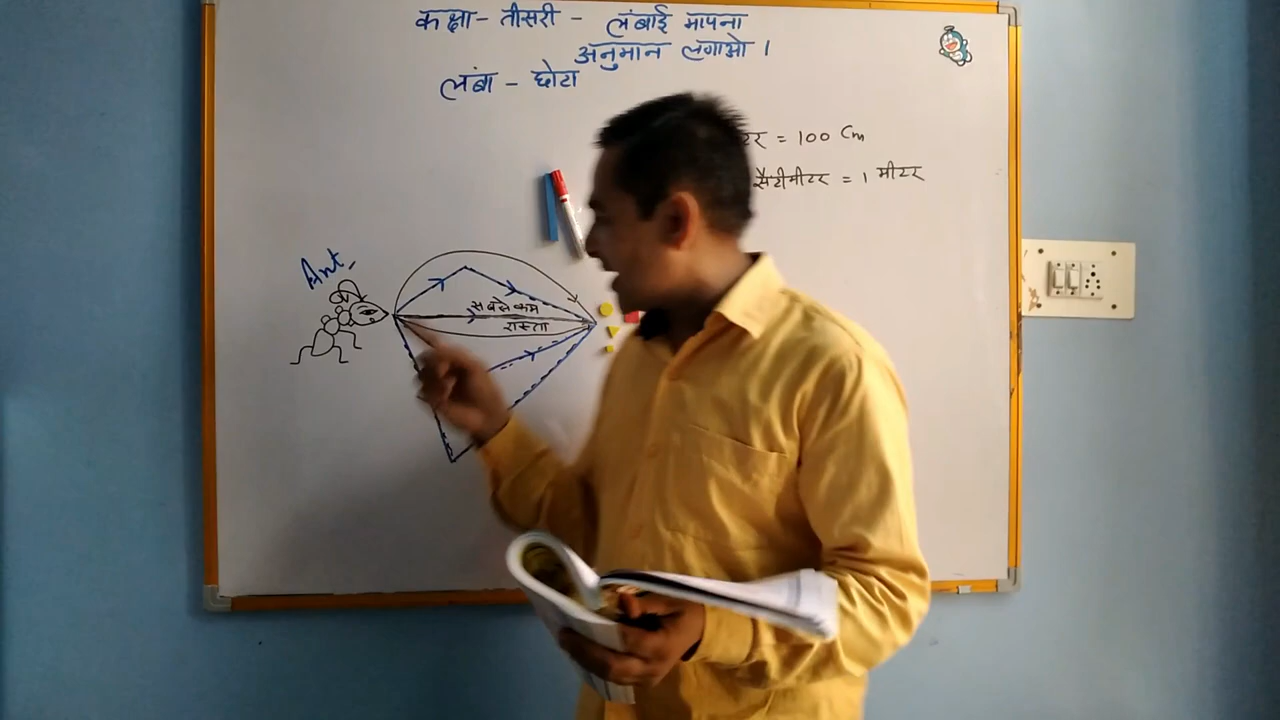 कक्षा - तीसरी - लंबाई मापना
अनुमान लगाओ ।
लंबा - छोटा
= 100 Cm
सैंटीमीटर = 1 मीटर
Ant
सबसे कम
रास्ता